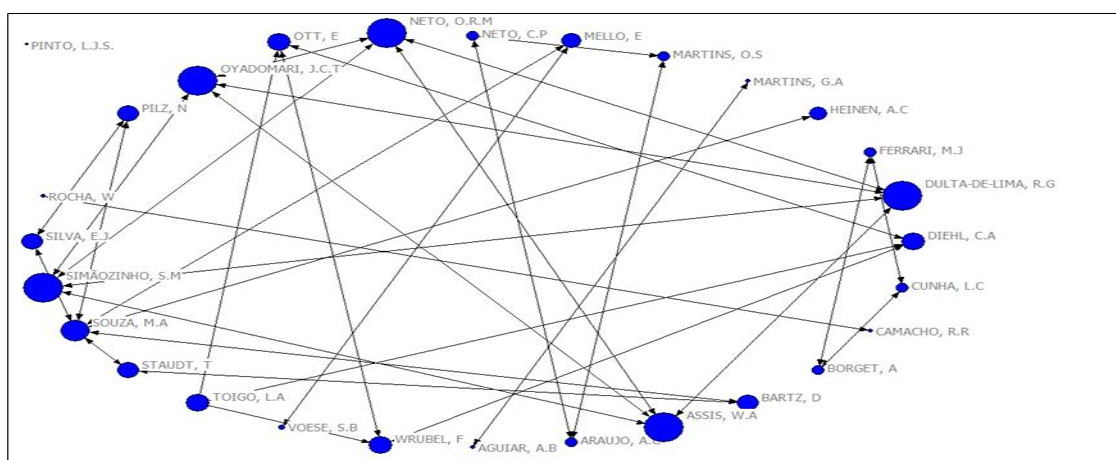 NETO, O.R.M
NETO, C.P
MELLO, E
OTT, E
PINTO, L.J.S.
MARTINS, O.S
OYADOMARI, J.C.T
MARTINS, G.A
PILZ, N
HEINEN, A.C
FERRARI, M.J
DULTA-DE-LIMA, R.G
ROCHA, W
SILVA, E.J
DIEHL, C.A
SIMÃOZINHO, S.M
CUNHA, L.C
SOUZA, M.A
CAMACHO, R.R
STAUDT, T
BORGET, A
TOIGO, L.A
BARTZ, D
ASSIS, W.A
VOESE, S.B
WRUBEL, F
AGUIAR, A.B
ARAUJO,